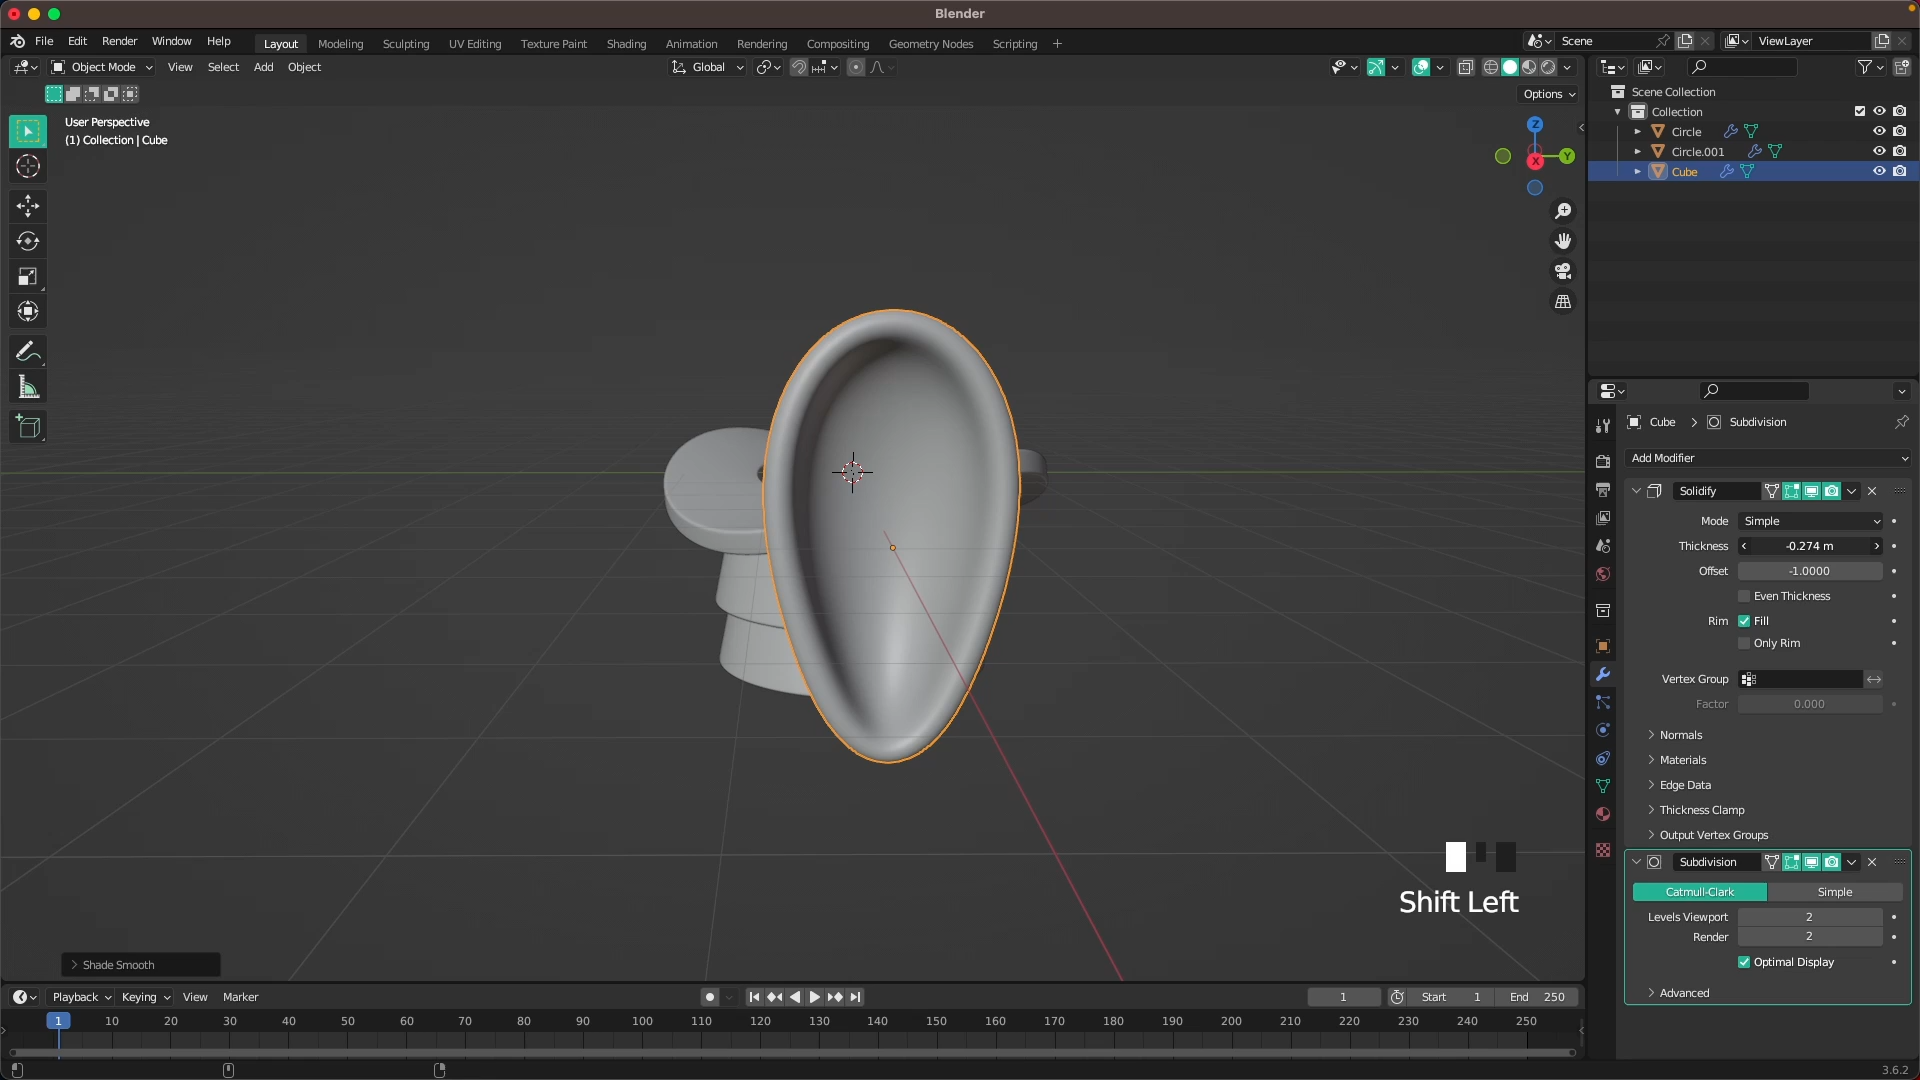 Blender
File Edit Render Window Help Layout Modeling Sculpting UV Editing Texture Paint Shading Animation Rendering Compositing Geometry Nodes Scripting + Scene ViewLayer
Object Mode View Select Add Object Global
Options
User Perspective
(1) Collection | Cube
Z
Y
X
Scene Collection
Collection
Circle
Circle.001
Cube
Cube > Subdivision
Add Modifier
Solidify
Mode Simple
Thickness -0.274 m
Offset -1.0000
Even Thickness
Rim Fill
Only Rim
Vertex Group
Factor 0.000
Normals
Materials
Edge Data
Thickness Clamp
Output Vertex Groups
Subdivision
Catmull-Clark Simple
Levels Viewport 2
Render 2
Optimal Display
Advanced
Shift Left
Shade Smooth
Playback Keying View Marker 1 Start 1 End 250
1 10 20 30 40 50 60 70 80 90 100 110 120 130 140 150 160 170 180 190 200 210 220 230 240 250
3.6.2